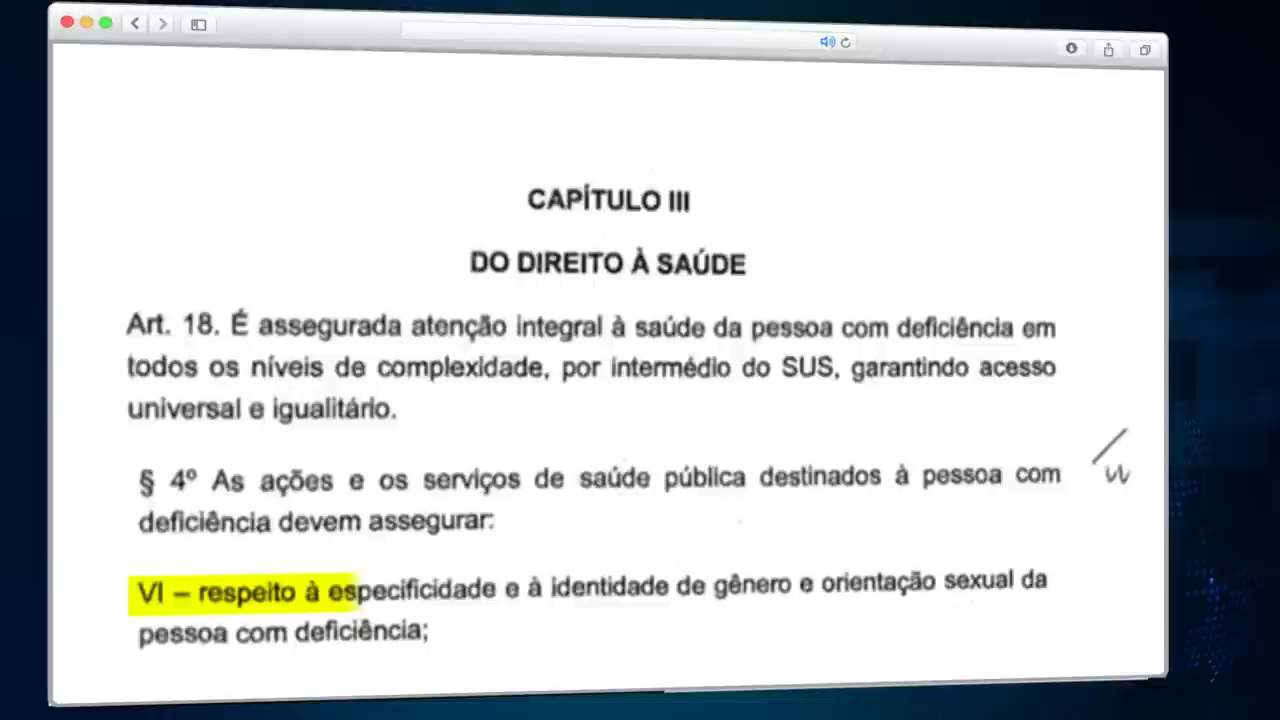 CAPÍTULO III
DO DIREITO À SAÚDE
Art. 18. É assegurada atenção integral à saúde da pessoa com deficiência em
todos os níveis de complexidade, por intermédio do SUS, garantindo acesso
universal e igualitário.
§ 4º As ações e os serviços de saúde pública destinados à pessoa com
deficiência devem assegurar:
VI – respeito à especificidade e à identidade de gênero e orientação sexual da
pessoa com deficiência;